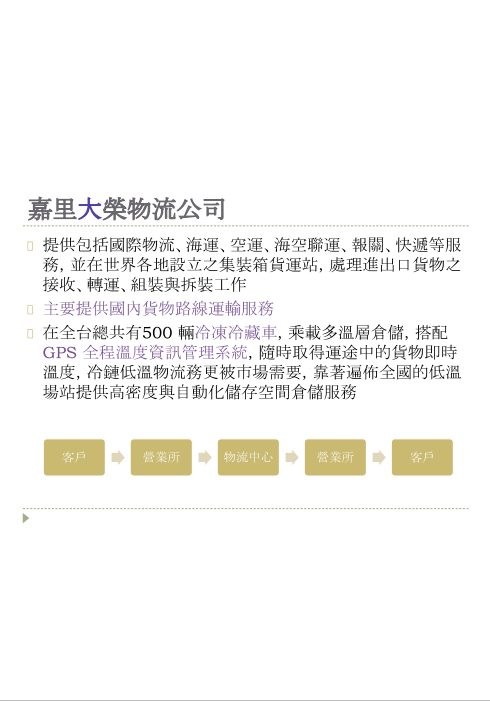 嘉里大榮物流公司
提供包括國際物流、海運、空運、海空聯運、報關、快遞等服
務, 並在世界各地設立之集裝箱貨運站, 處理進出口貨物之
接收、轉運、組裝與拆裝工作
主要提供國內貨物路線運輸服務
在全台總共有500 輛冷凍冷藏車, 乘載多溫層倉儲, 搭配
GPS 全程溫度資訊管理系統, 隨時取得運途中的貨物即時
溫度, 冷鏈低溫物流務更被市場需要, 靠著遍佈全國的低溫
場站提供高密度與自動化儲存空間倉儲服務
客戶 營業所 物流中心 營業所 客戶